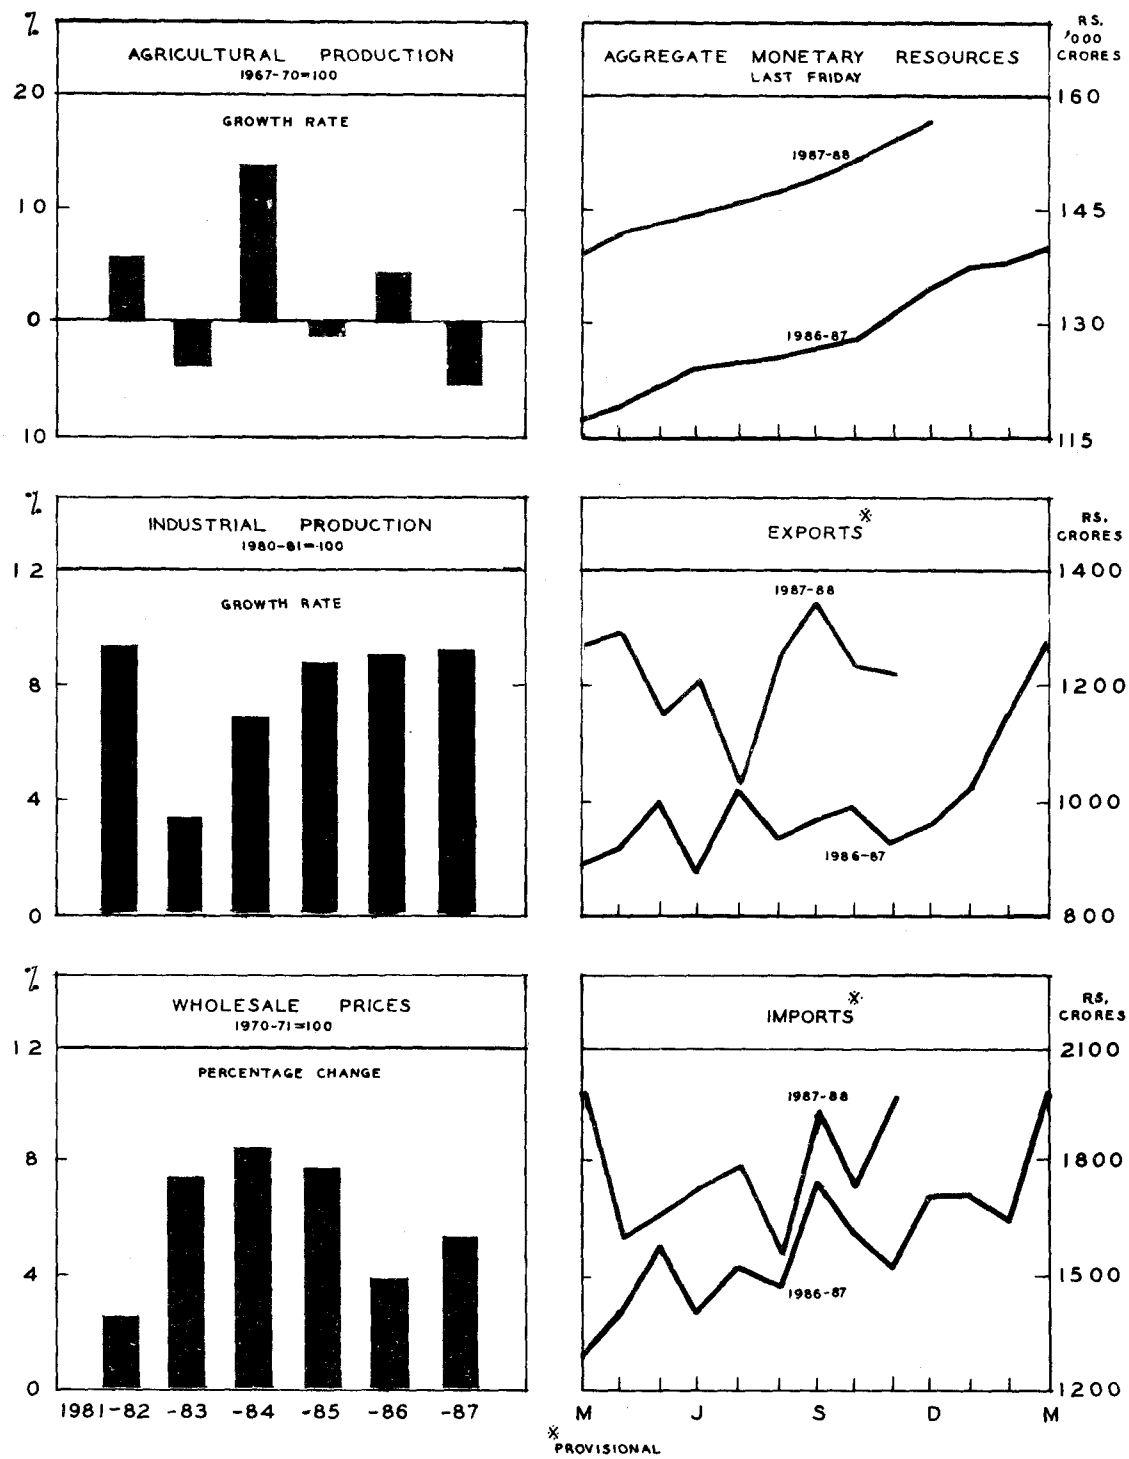 %
AGRICULTURAL PRODUCTION
1967-70=100
20
GROWTH RATE
10
0
10
AGGREGATE MONETARY RESOURCES
LAST FRIDAY
RS.
'000
CRORES
160
1987-88
145
1986-87
130
115
%
INDUSTRIAL PRODUCTION
1980-81=100
12
GROWTH RATE
8
4
0
EXPORTS※
RS.
CRORES
1400
1987-88
1200
1000
1986-87
800
%
WHOLESALE PRICES
1970-71=100
12
PERCENTAGE CHANGE
8
4
0
1981-82 -83 -84 -85 -86 -87
IMPORTS※
RS.
CRORES
2100
1987-88
1800
1500
1986-87
1200
M J S D M
※PROVISIONAL